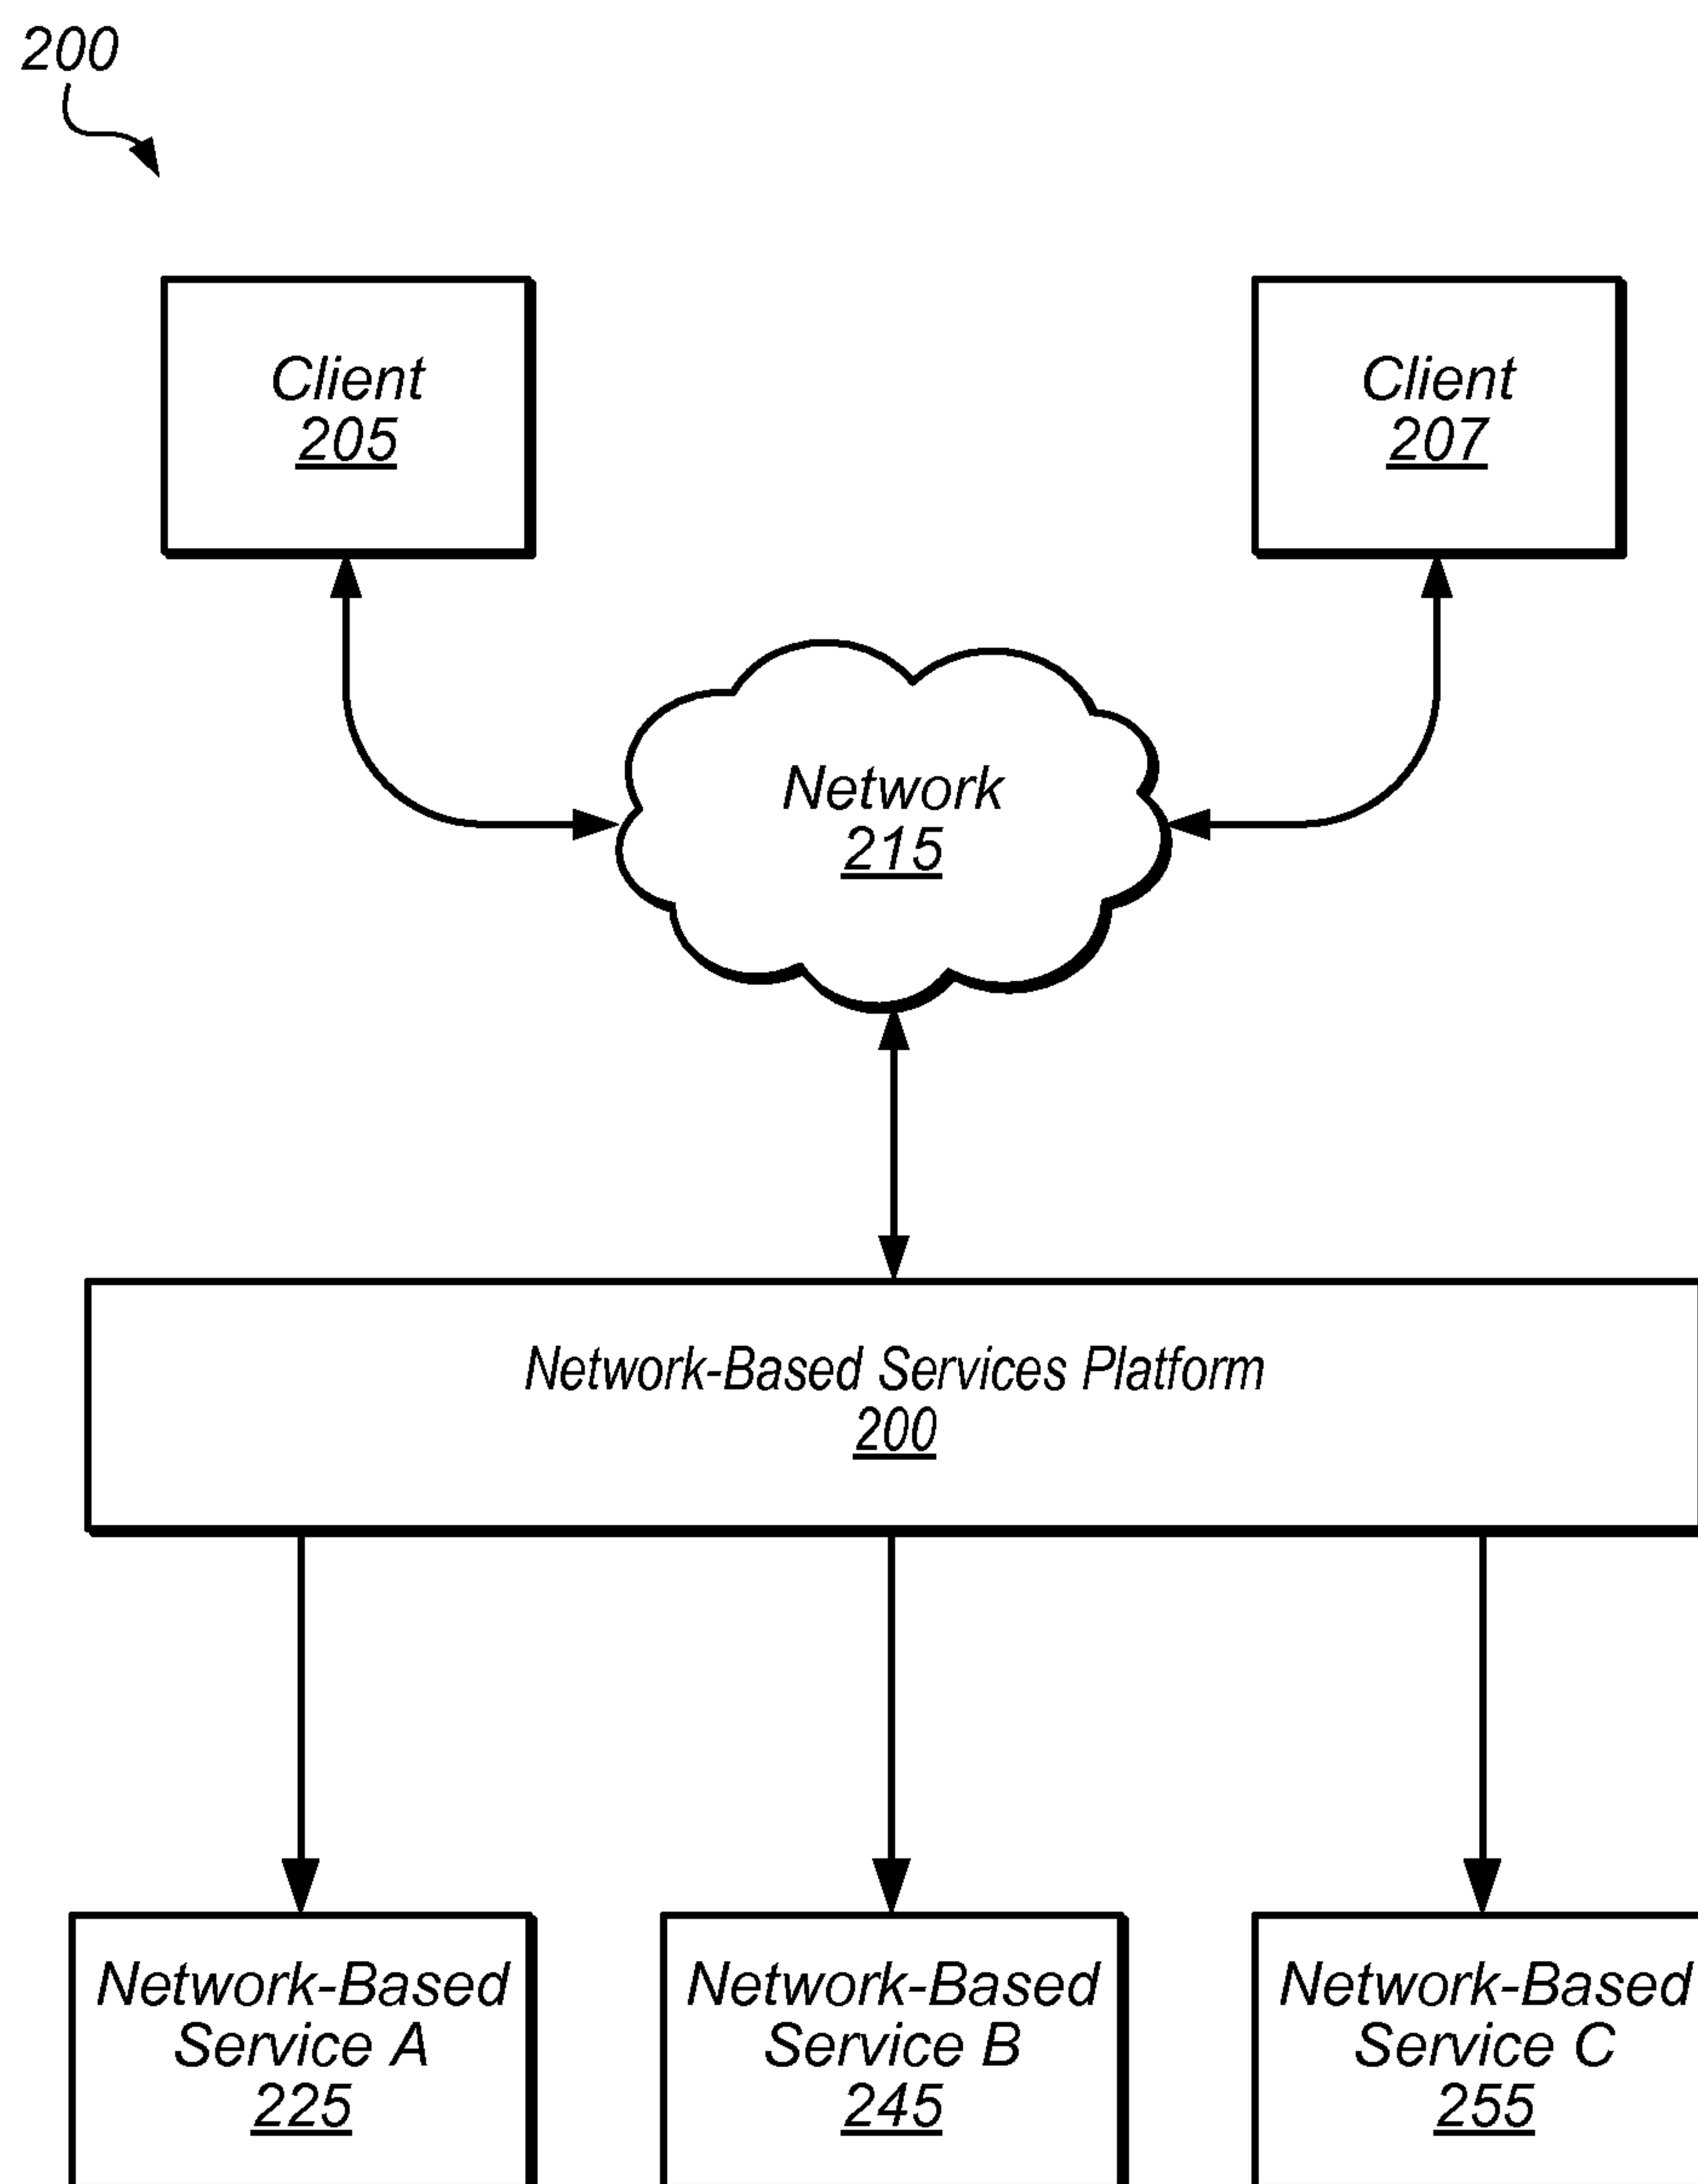 200
Client
205
Client
207
Network
215
Network-Based Services Platform
200
Network-Based
Service A
225
Network-Based
Service B
245
Network-Based
Service C
255